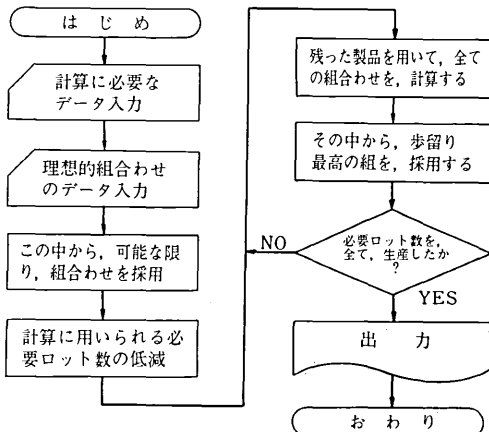 はじめ
計算に必要な
データ入力
理想的組合わせ
のデータ入力
この中から,可能な限
り,組合わせを採用
計算に用いられる必
要ロット数の低減
残った製品を用いて,全て
の組合わせを,計算する
その中から,歩留り
最高の組を,採用する
必要ロット数を,
全て,生産したか
?
NO
YES
出力
おわり